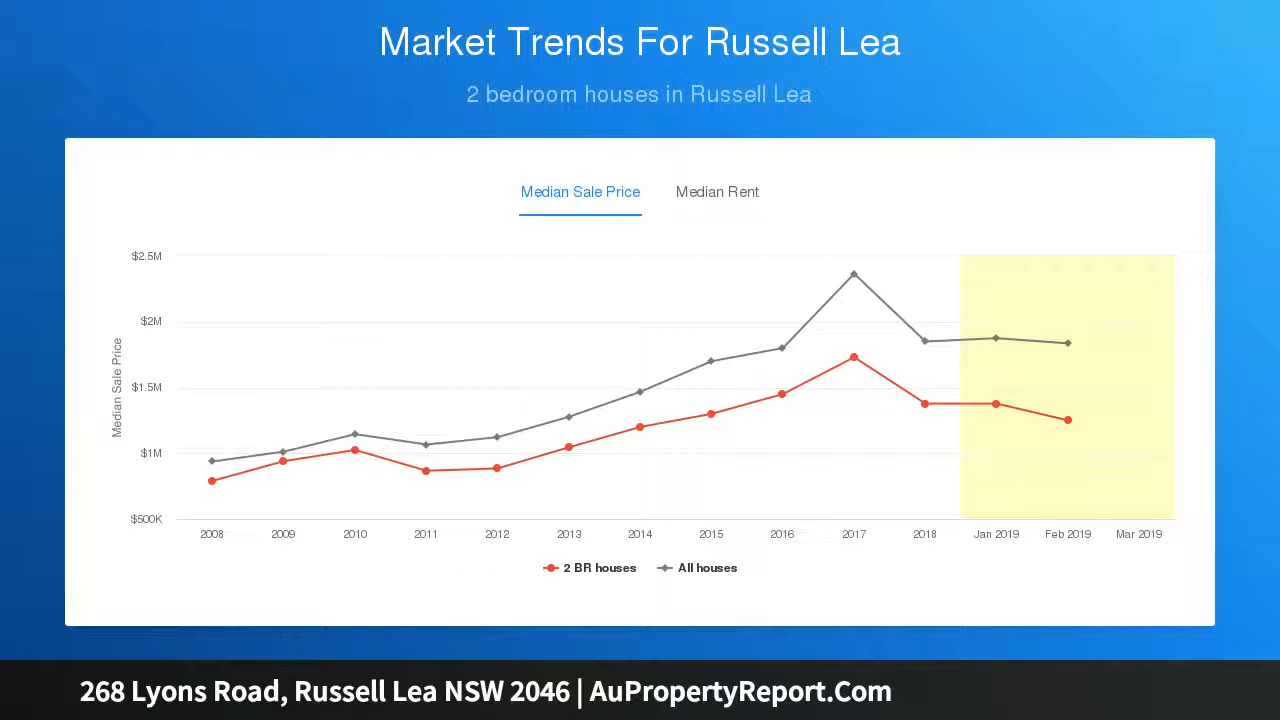 Market Trends For Russell Lea
2 bedroom houses in Russell Lea
Median Sale Price Median Rent
$2.5M
$2M
$1.5M
$1M
$500K
Median Sale Price
2008 2009 2010 2011 2012 2013 2014 2015 2016 2017 2018 Jan 2019 Feb 2019 Mar 2019
2 BR houses All houses
268 Lyons Road, Russell Lea NSW 2046 | AuPropertyReport.Com